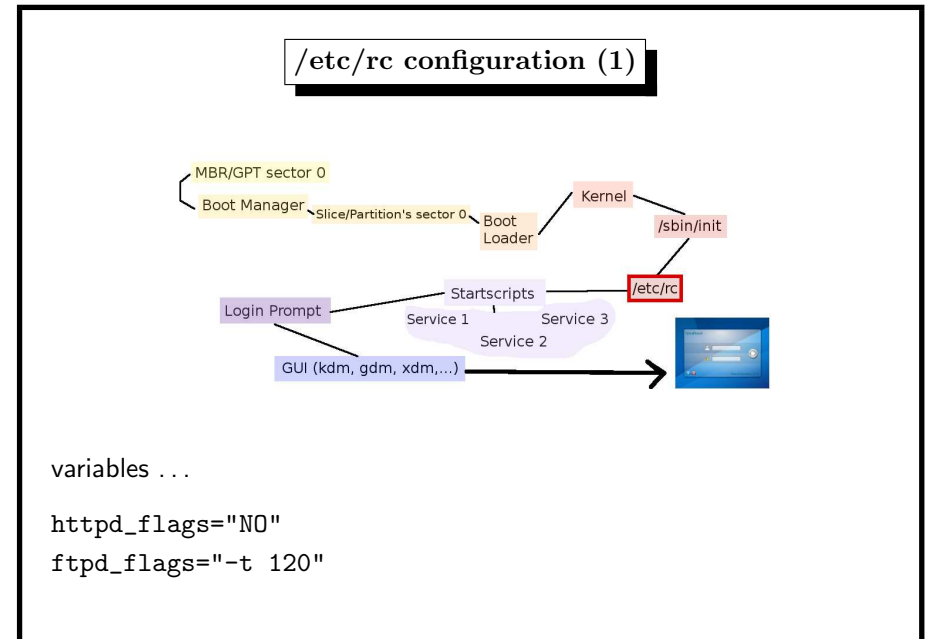 /etc/rc configuration (1)
MBR/GPT sector 0
Boot Manager
Slice/Partition's sector 0
Boot
Loader
Kernel
/sbin/init
/etc/rc
Startscripts
Service 1
Service 2
Service 3
Login Prompt
GUI (kdm, gdm, xdm,...)
variables . . .
httpd_flags="NO"
ftpd_flags="-t 120"